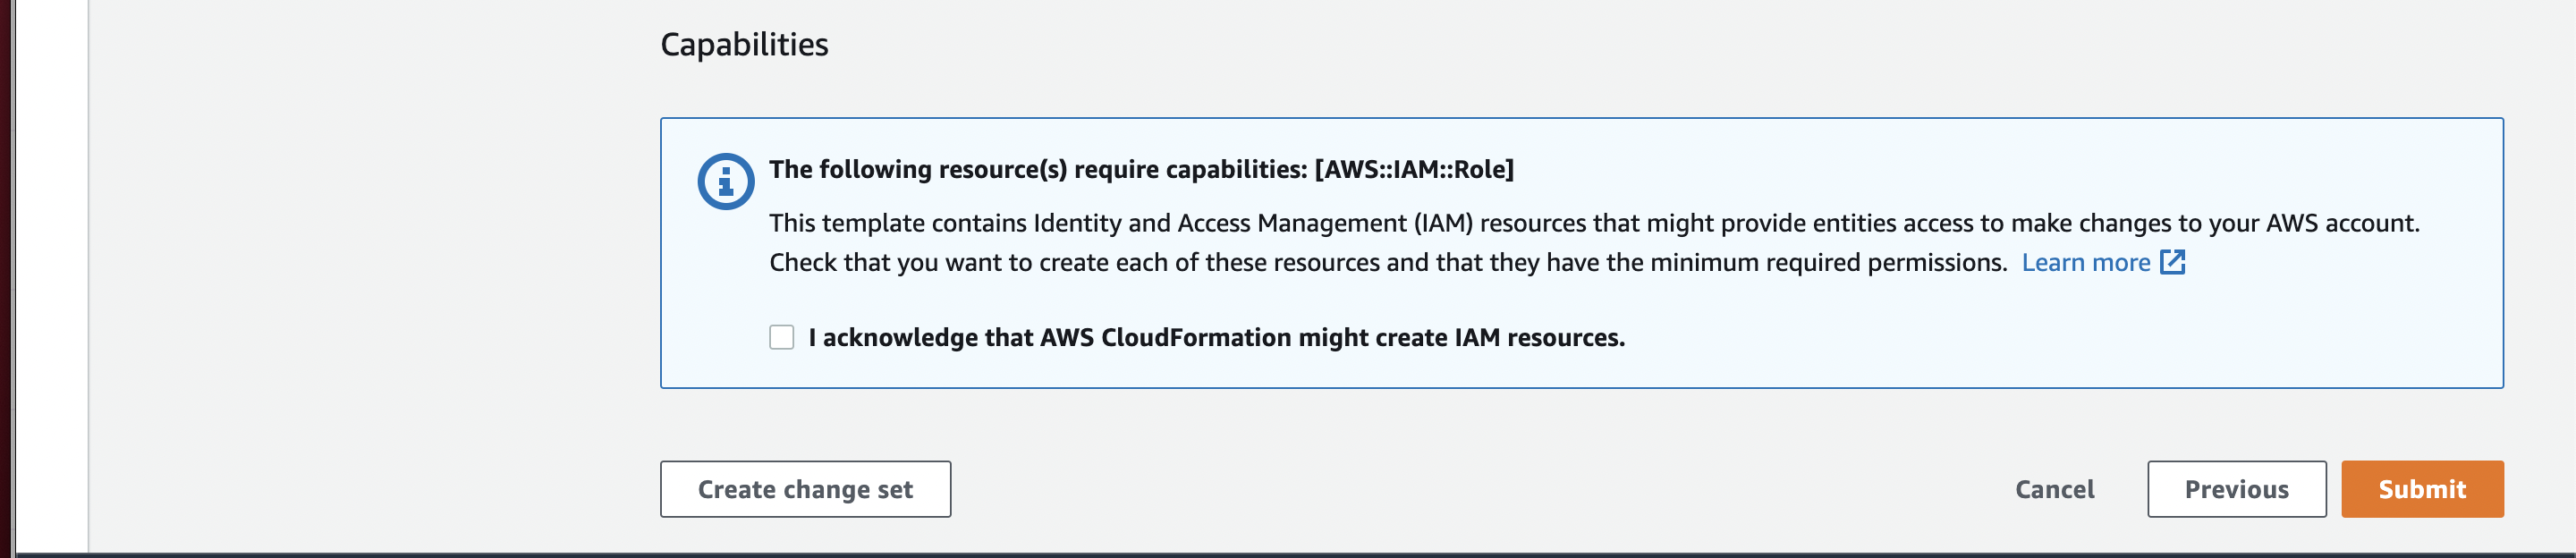 Capabilities
The following resource(s) require capabilities: [AWS::IAM::Role]
This template contains Identity and Access Management (IAM) resources that might provide entities access to make changes to your AWS account.
Check that you want to create each of these resources and that they have the minimum required permissions. Learn more
I acknowledge that AWS CloudFormation might create IAM resources.
Create change set
Cancel
Previous
Submit